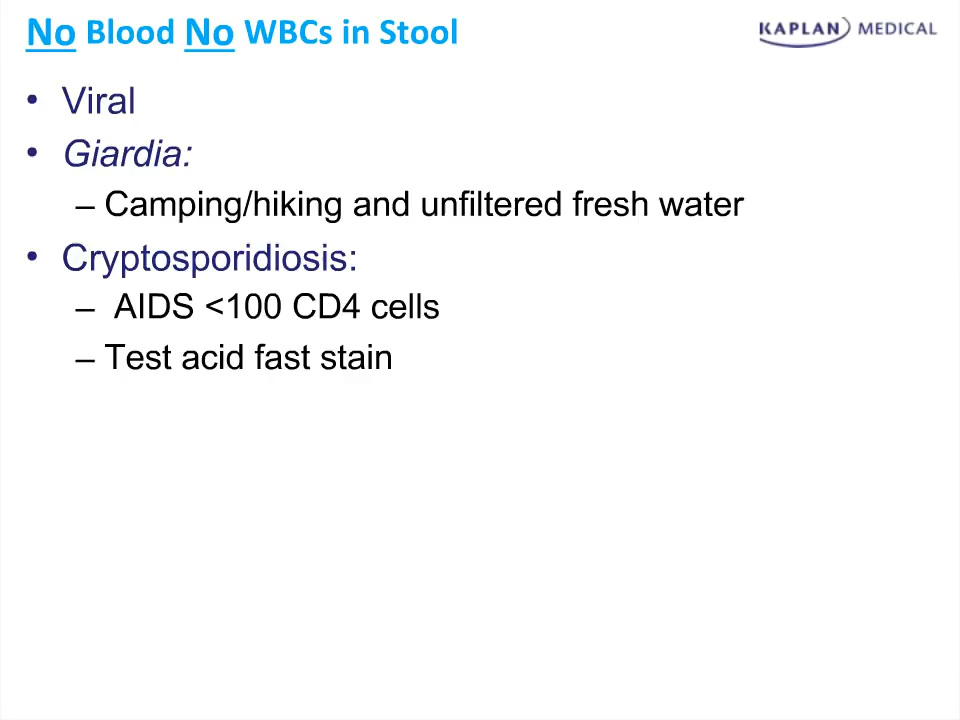 No Blood No WBCs in Stool
KAPLAN MEDICAL
• Viral
• Giardia:
– Camping/hiking and unfiltered fresh water
• Cryptosporidiosis:
– AIDS <100 CD4 cells
– Test acid fast stain